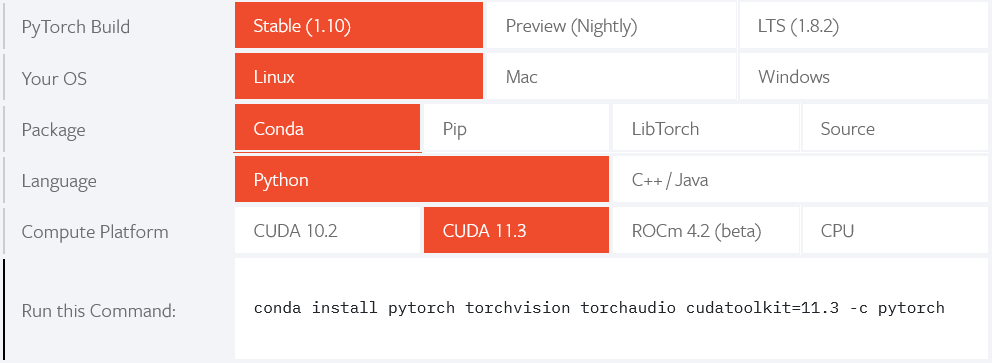 PyTorch Build Stable (1.10) Preview (Nightly) LTS (1.8.2)
Your OS Linux Mac Windows
Package Conda Pip LibTorch Source
Language Python C++ / Java
Compute Platform CUDA 10.2 CUDA 11.3 ROCm 4.2 (beta) CPU
Run this Command: conda install pytorch torchvision torchaudio cudatoolkit=11.3 -c pytorch